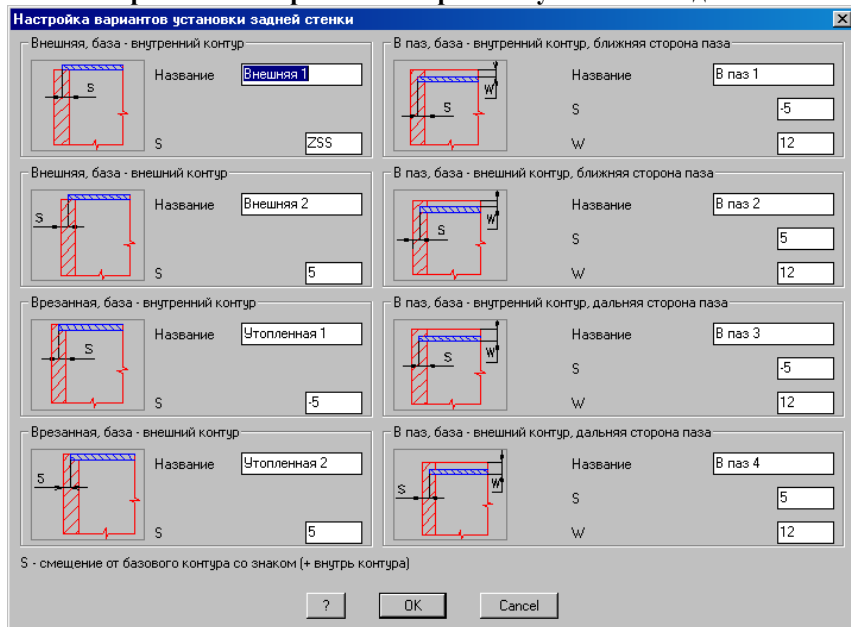 Настройка вариантов установки задней стенки
Внешняя, база - внутренний контур
S
Название
Внешняя 1
S
ZSS
Внешняя, база - внешний контур
S
Название
Внешняя 2
S
5
Врезанная, база - внутренний контур
S
Название
Утопленная 1
S
-5
Врезанная, база - внешний контур
5
Название
Утопленная 2
S
5
В паз, база - внутренний контур, ближняя сторона паза
W
S
Название
В паз 1
S
-5
W
12
В паз, база - внешний контур, ближняя сторона паза
W
S
Название
В паз 2
S
5
W
12
В паз, база - внутренний контур, дальняя сторона паза
W
S
Название
В паз 3
S
-5
W
12
В паз, база - внешний контур, дальняя сторона паза
W
S
Название
В паз 4
S
5
W
12
S - смещение от базового контура со знаком (+ внутрь контура)
?
OK
Cancel